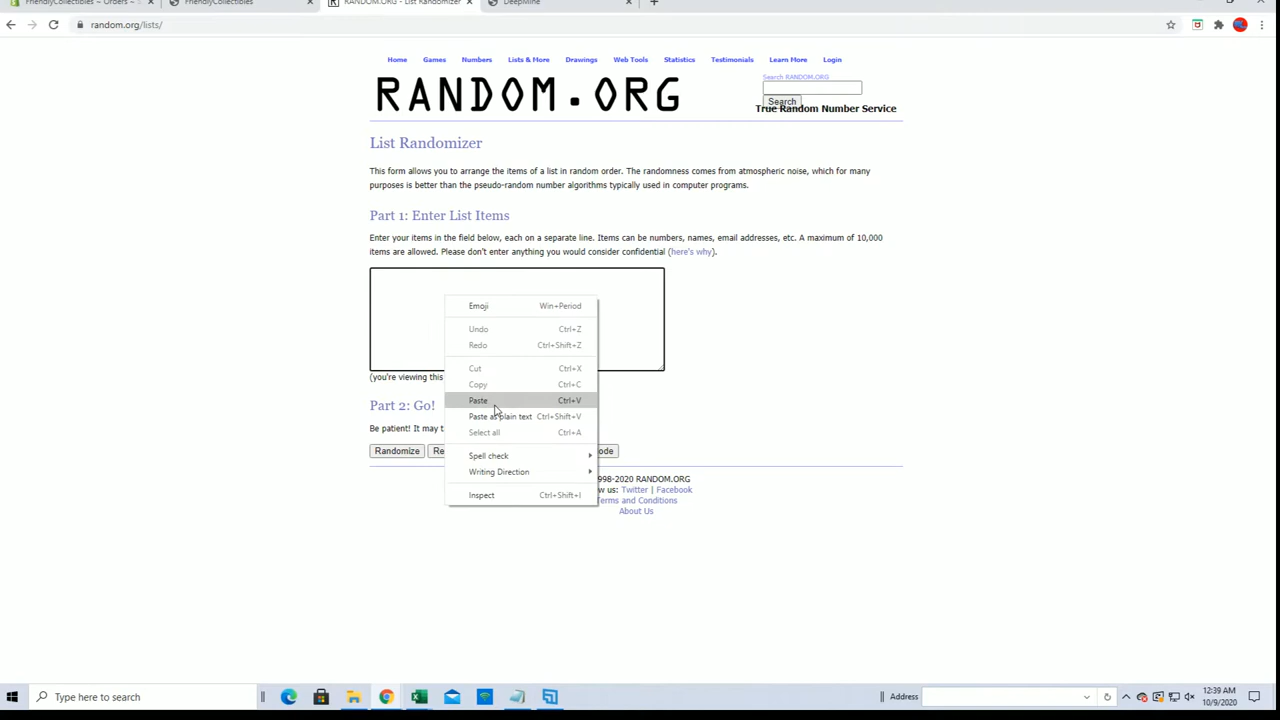 FriendlyCollectibles – Orders –
FriendlyCollectibles
RANDOM.ORG - List Randomizer
DeepMine
random.org/lists/
Home Games Numbers Lists & More Drawings Web Tools Statistics Testimonials Learn More Login
RANDOM.ORG
Search RANDOM.ORG
Search
True Random Number Service
List Randomizer
This form allows you to arrange the items of a list in random order. The randomness comes from atmospheric noise, which for many
purposes is better than the pseudo-random number algorithms typically used in computer programs.
Part 1: Enter List Items
Enter your items in the field below, each on a separate line. Items can be numbers, names, email addresses, etc. A maximum of 10,000
items are allowed. Please don't enter anything you would consider confidential (here's why).
Emoji Win+Period
Undo Ctrl+Z
Redo Ctrl+Shift+Z
Cut Ctrl+X
(you're viewing this
Copy Ctrl+C
Paste Ctrl+V
Part 2: Go!
Paste as plain text Ctrl+Shift+V
Be patient! It may t
Select all Ctrl+A
Randomize Re ode
Spell check
Writing Direction
998-2020 RANDOM.ORG
w us: Twitter | Facebook
Inspect Ctrl+Shift+I
Terms and Conditions
About Us
Type here to search
Address
12:39 AM
10/9/2020